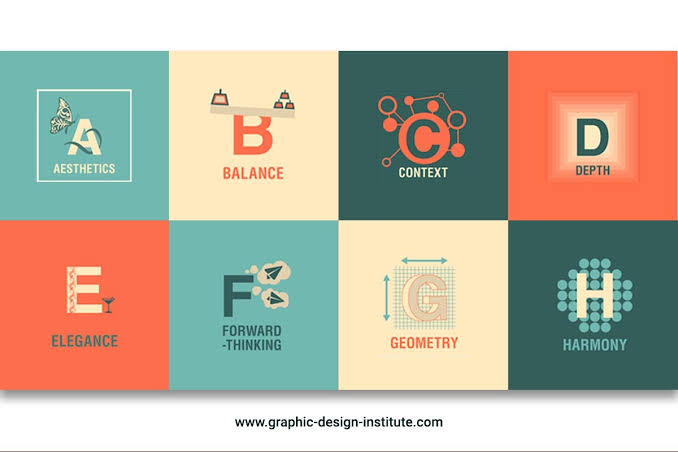 A
AESTHETICS
B
BALANCE
C
CONTEXT
D
DEPTH
E
ELEGANCE
F
FORWARD
-THINKING
G
GEOMETRY
H
HARMONY
www.graphic-design-institute.com